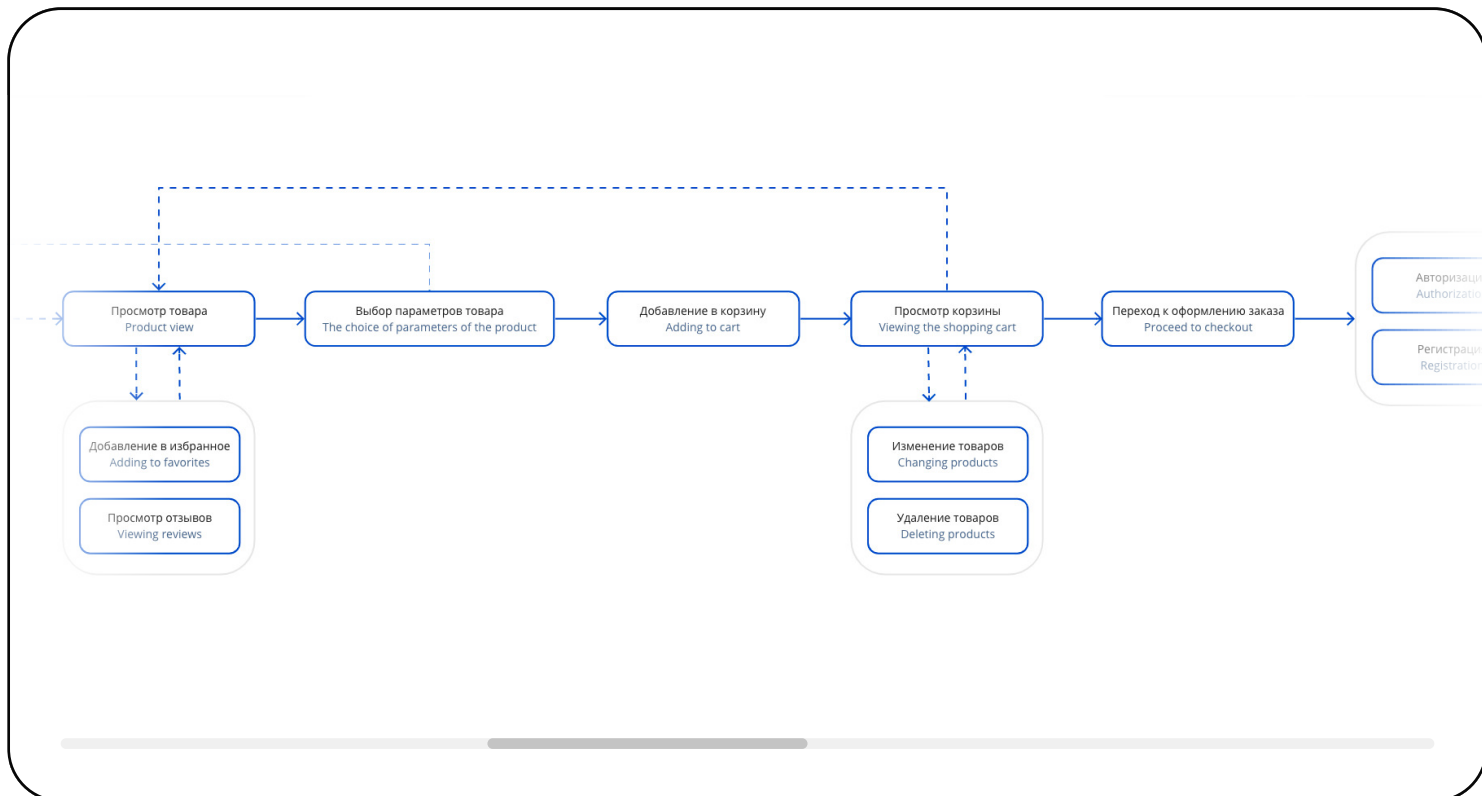 Просмотр товара
Product view
Выбор параметров товара
The choice of parameters of the product
Добавление в корзину
Adding to cart
Просмотр корзины
Viewing the shopping cart
Переход к оформлению заказа
Proceed to checkout
Добавление в избранное
Adding to favorites
Просмотр отзывов
Viewing reviews
Изменение товаров
Changing products
Удаление товаров
Deleting products